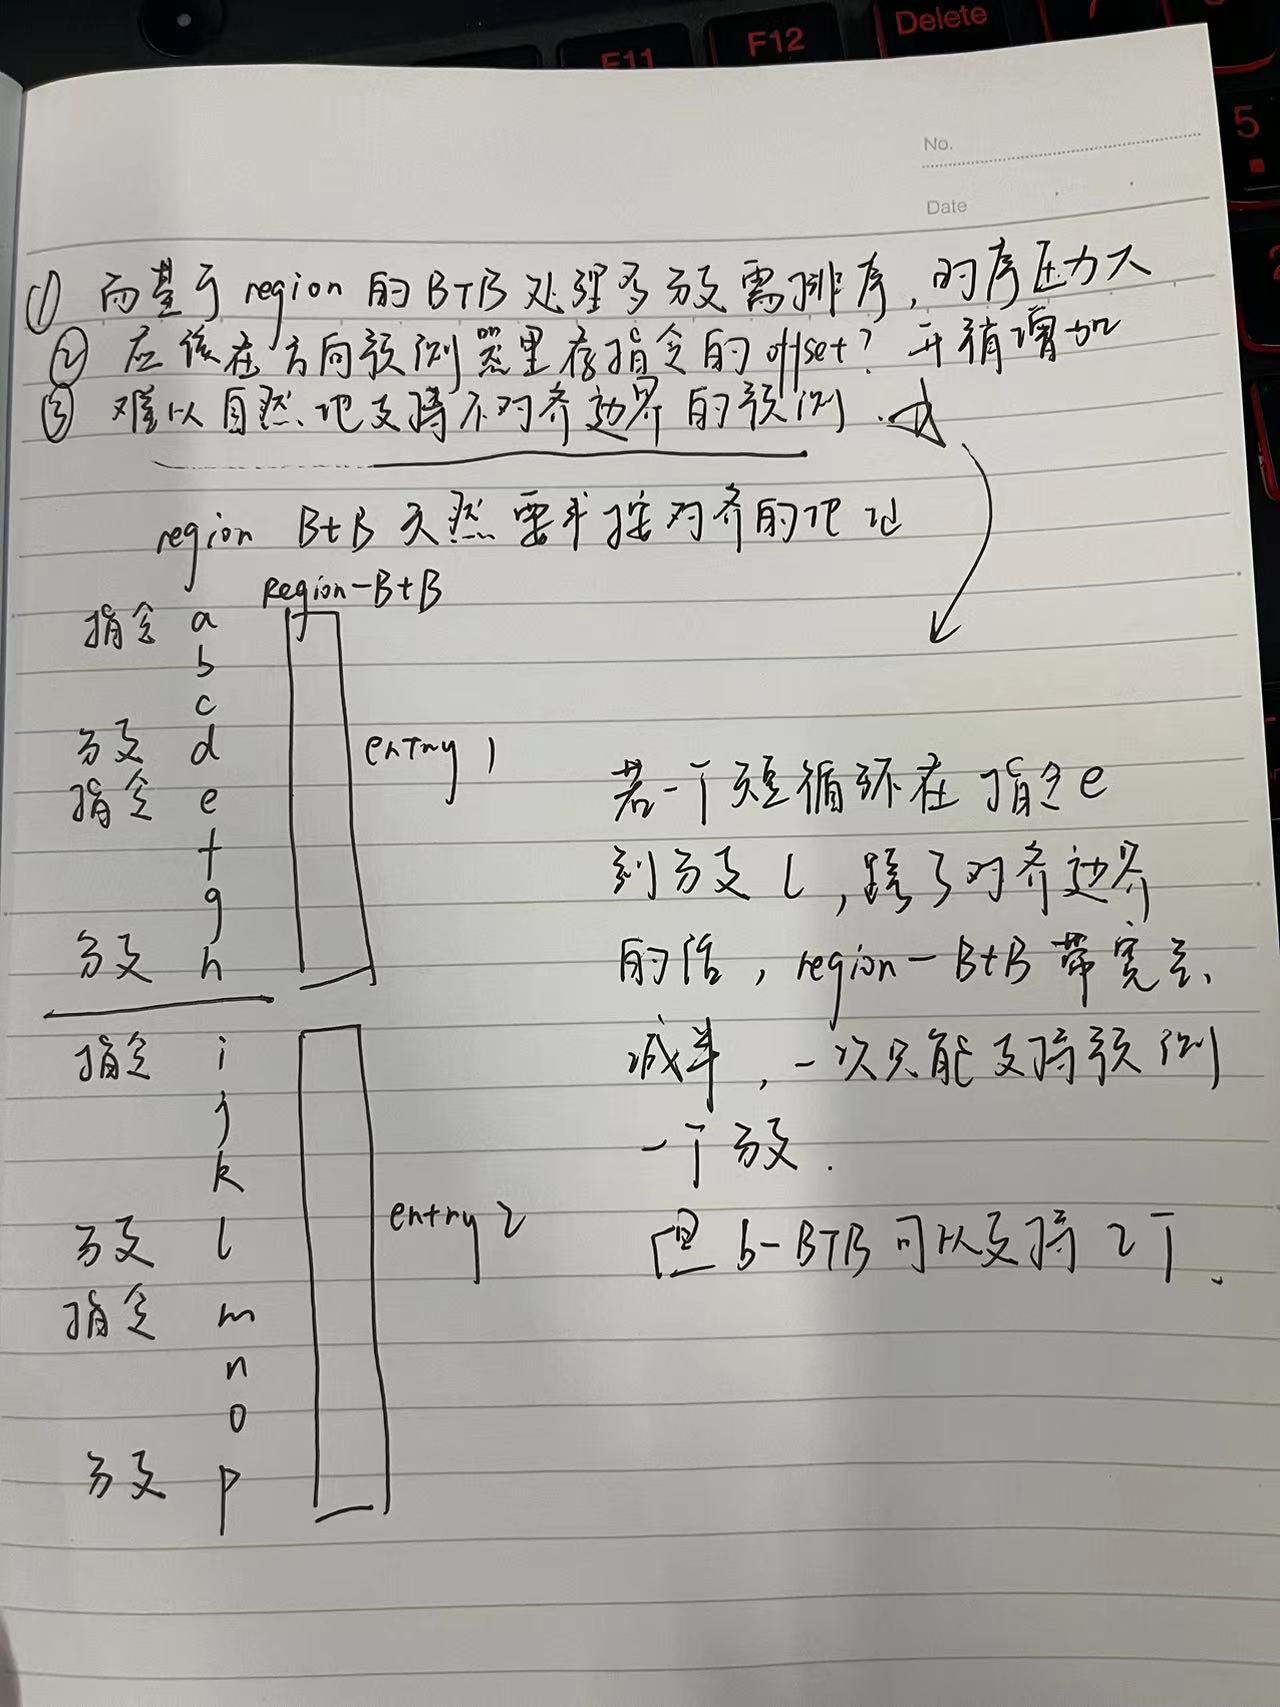 Delete
7
F11
F12
5
No.
Date
① 而基于region的BTB处理多分支需排序,时序压力大
② 应该在方向预测器里存指令的offset?开销增加
③ 难以自然地支持不对齐边界的预测.
region BtB 天然要求按对齐的地址
Region-BtB
指令 a
b
c
分支 d
entry 1
指令 e
f
g
分支 h
指令 i
j
k
分支 l
entry 2
指令 m
n
o
分支 p
若一个短循环在指令e
到分支l,跨了对齐边界
的话,region-BtB带宽会
减半,一次只能支持预测
一个分支.
但b-BTB可以支持2个.